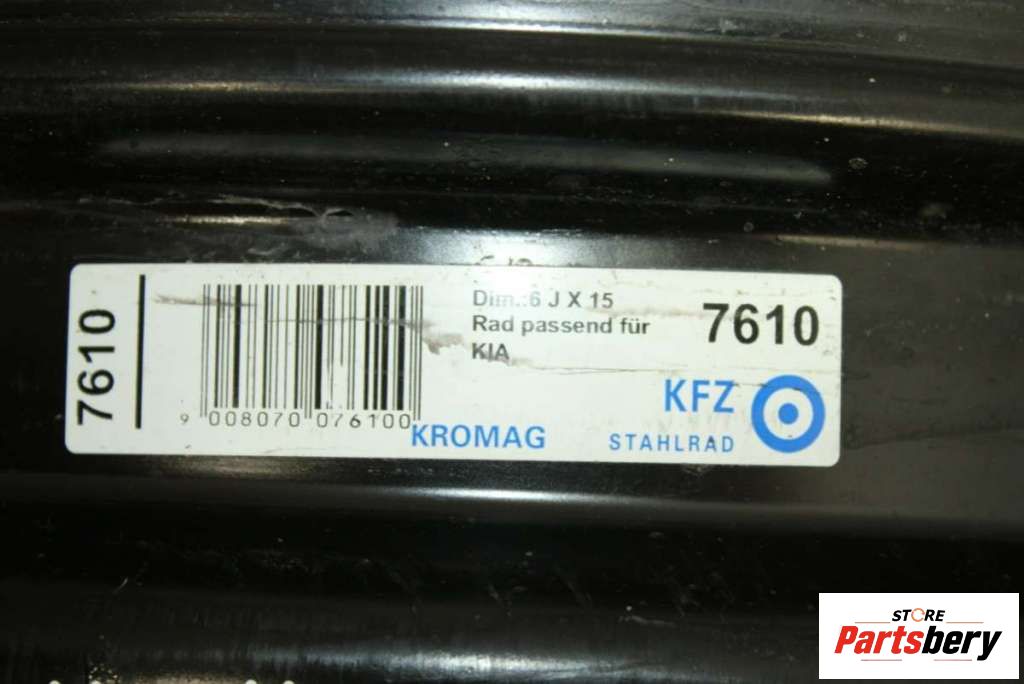 7610
9 008070 076100
Dim.:6 J X 15
Rad passend für
KIA
7610
KROMAG
KFZ
STAHLRAD
STORE
Partsbery